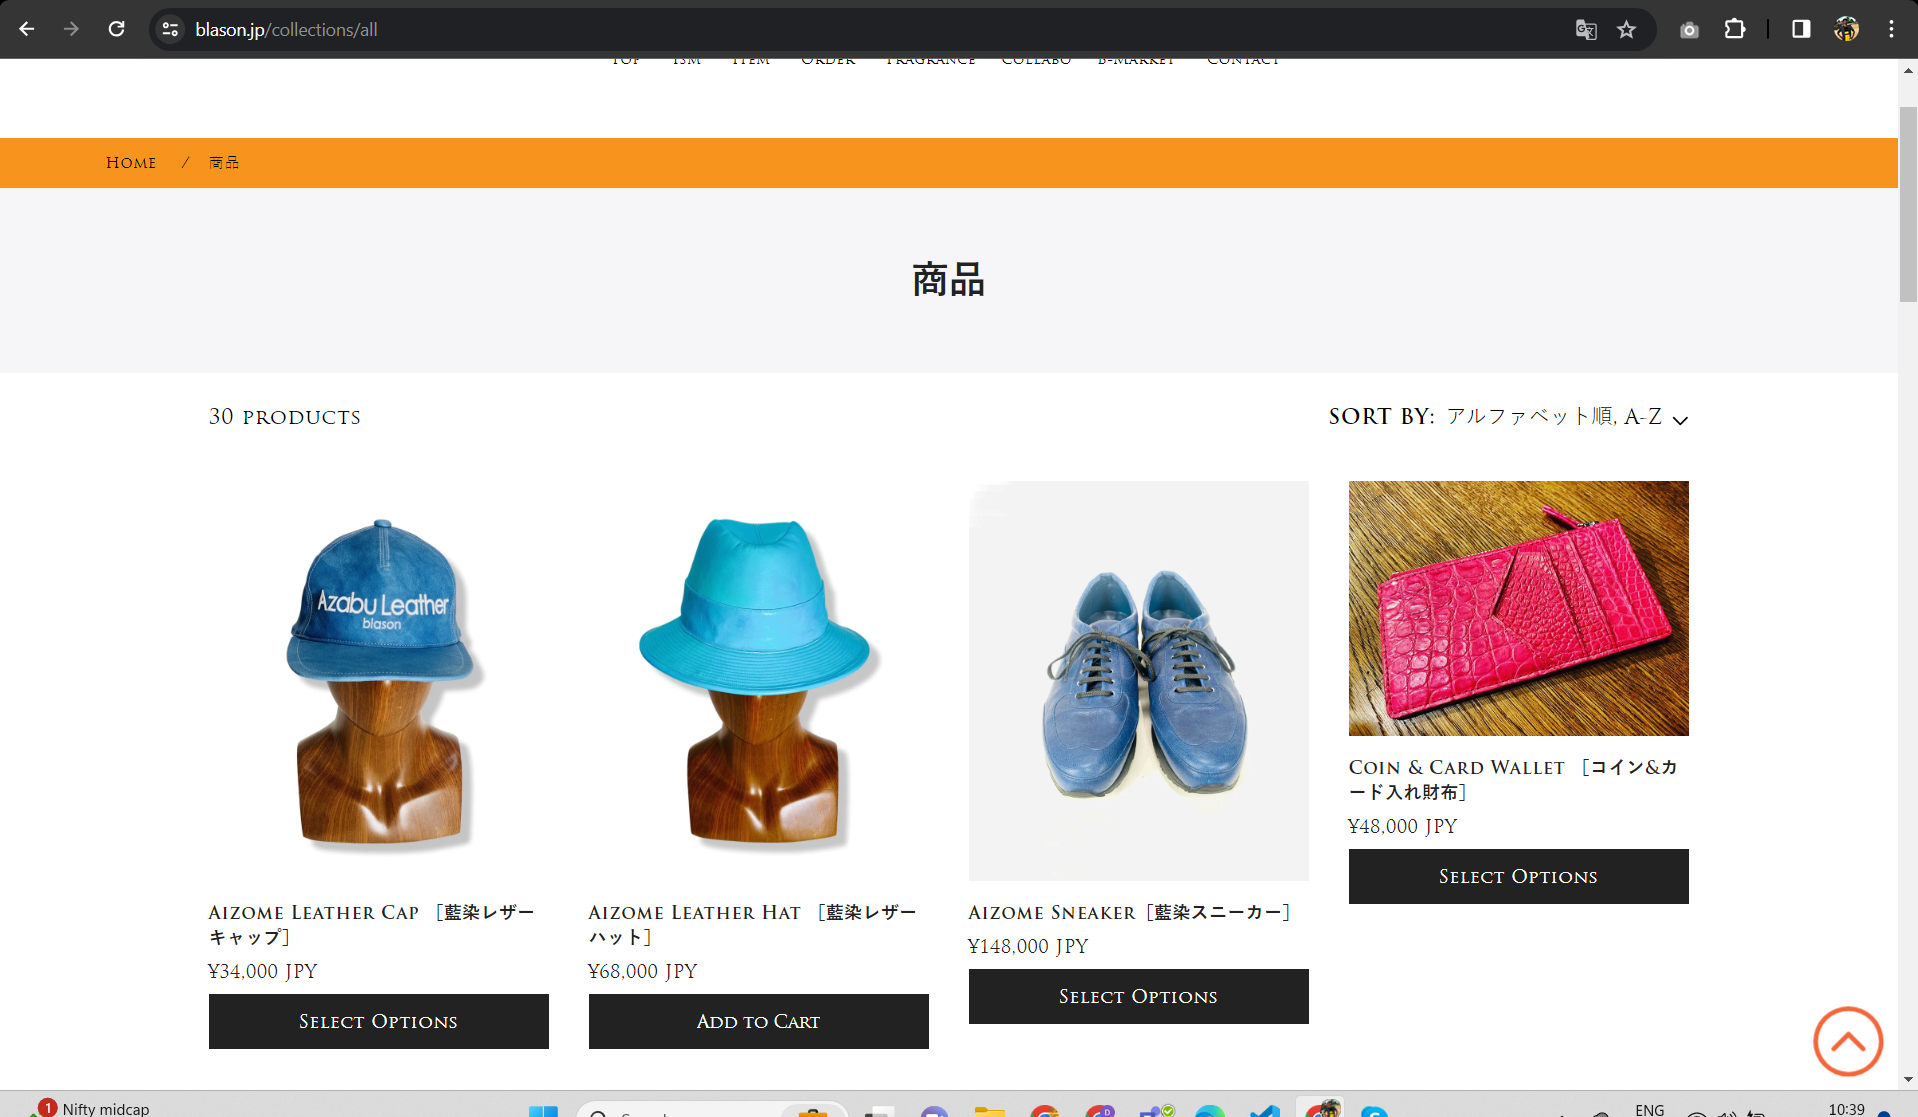 blason.jp/collections/all
Top Ism Item Order Fragrance Collabo B-Market Contact
Home / 商品
商品
30 products
SORT BY: アルファベット順, A-Z
Azabu Leather
blason
Aizome Leather Cap ［藍染レザー
キャップ］
¥34,000 JPY
Select Options
Aizome Leather Hat ［藍染レザー
ハット］
¥68,000 JPY
Add to Cart
Aizome Sneaker［藍染スニーカー］
¥148,000 JPY
Select Options
Coin & Card Wallet ［コイン&カ
ード入れ財布］
¥48,000 JPY
Select Options
1
Nifty midcap
ENG
10:39